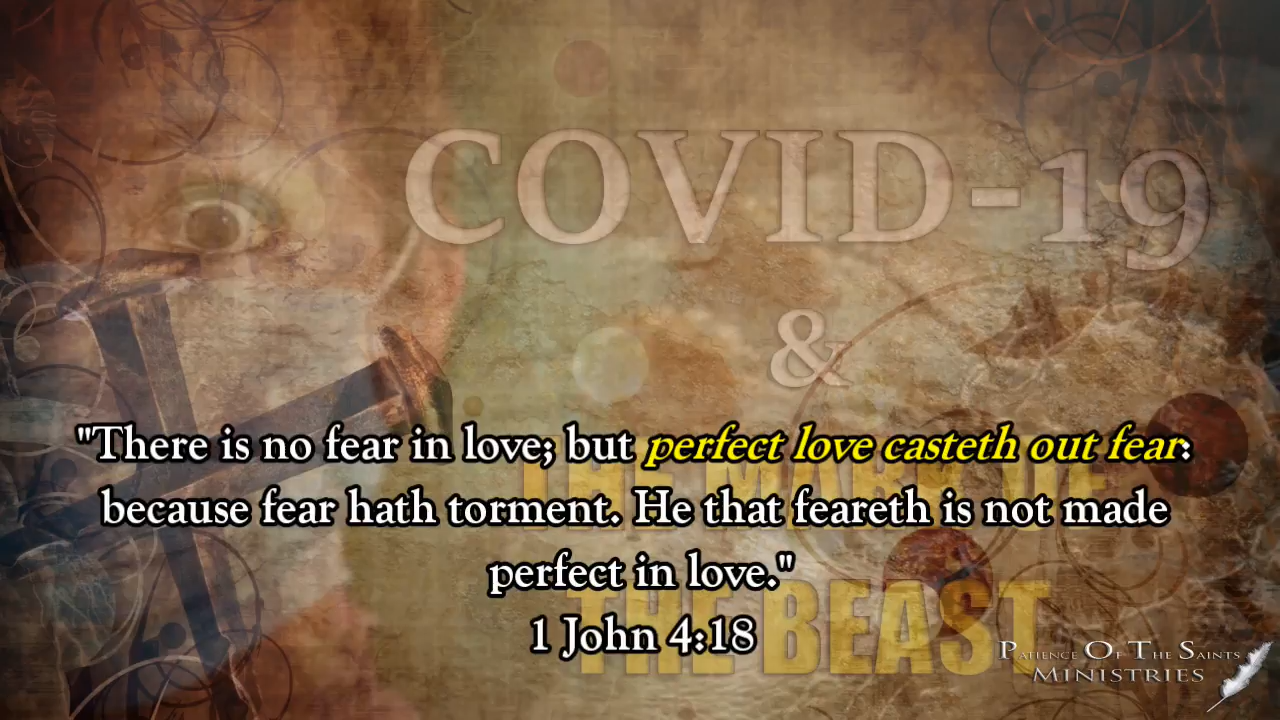 COVID-19
&
"There is no fear in love; but perfect love casteth out fear:
THE MARK OF
because fear hath torment. He that feareth is not made
perfect in love."
THE BEAST
1 John 4:18
PATIENCE OF THE SAINTS
MINISTRIES